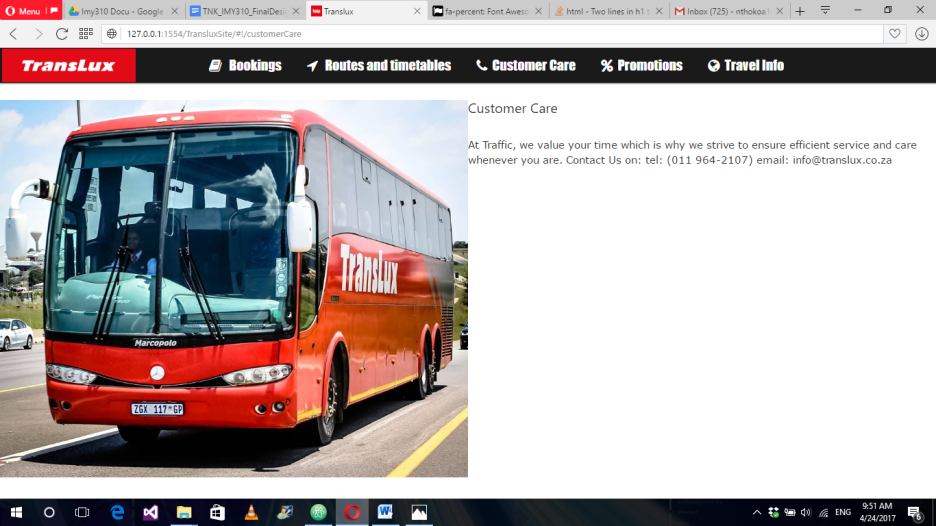 Menu
Imy310 Docu - Google
TNK_IMY310_FinalDesi
Translux
fa-percent: Font Aweso
html - Two lines in h1 t
Inbox (725) - nthokoa
127.0.0.1:1554/TransluxSite/#!/customerCare
TRANSLUX
Bookings
Routes and timetables
Customer Care
Promotions
Travel Info
Customer Care
At Traffic, we value your time which is why we strive to ensure efficient service and care
whenever you are. Contact Us on: tel: (011 964-2107) email: info@translux.co.za
TRANSLUX
Marcopolo
ZGX 117 GP
ENG
9:51 AM
4/24/2017
6